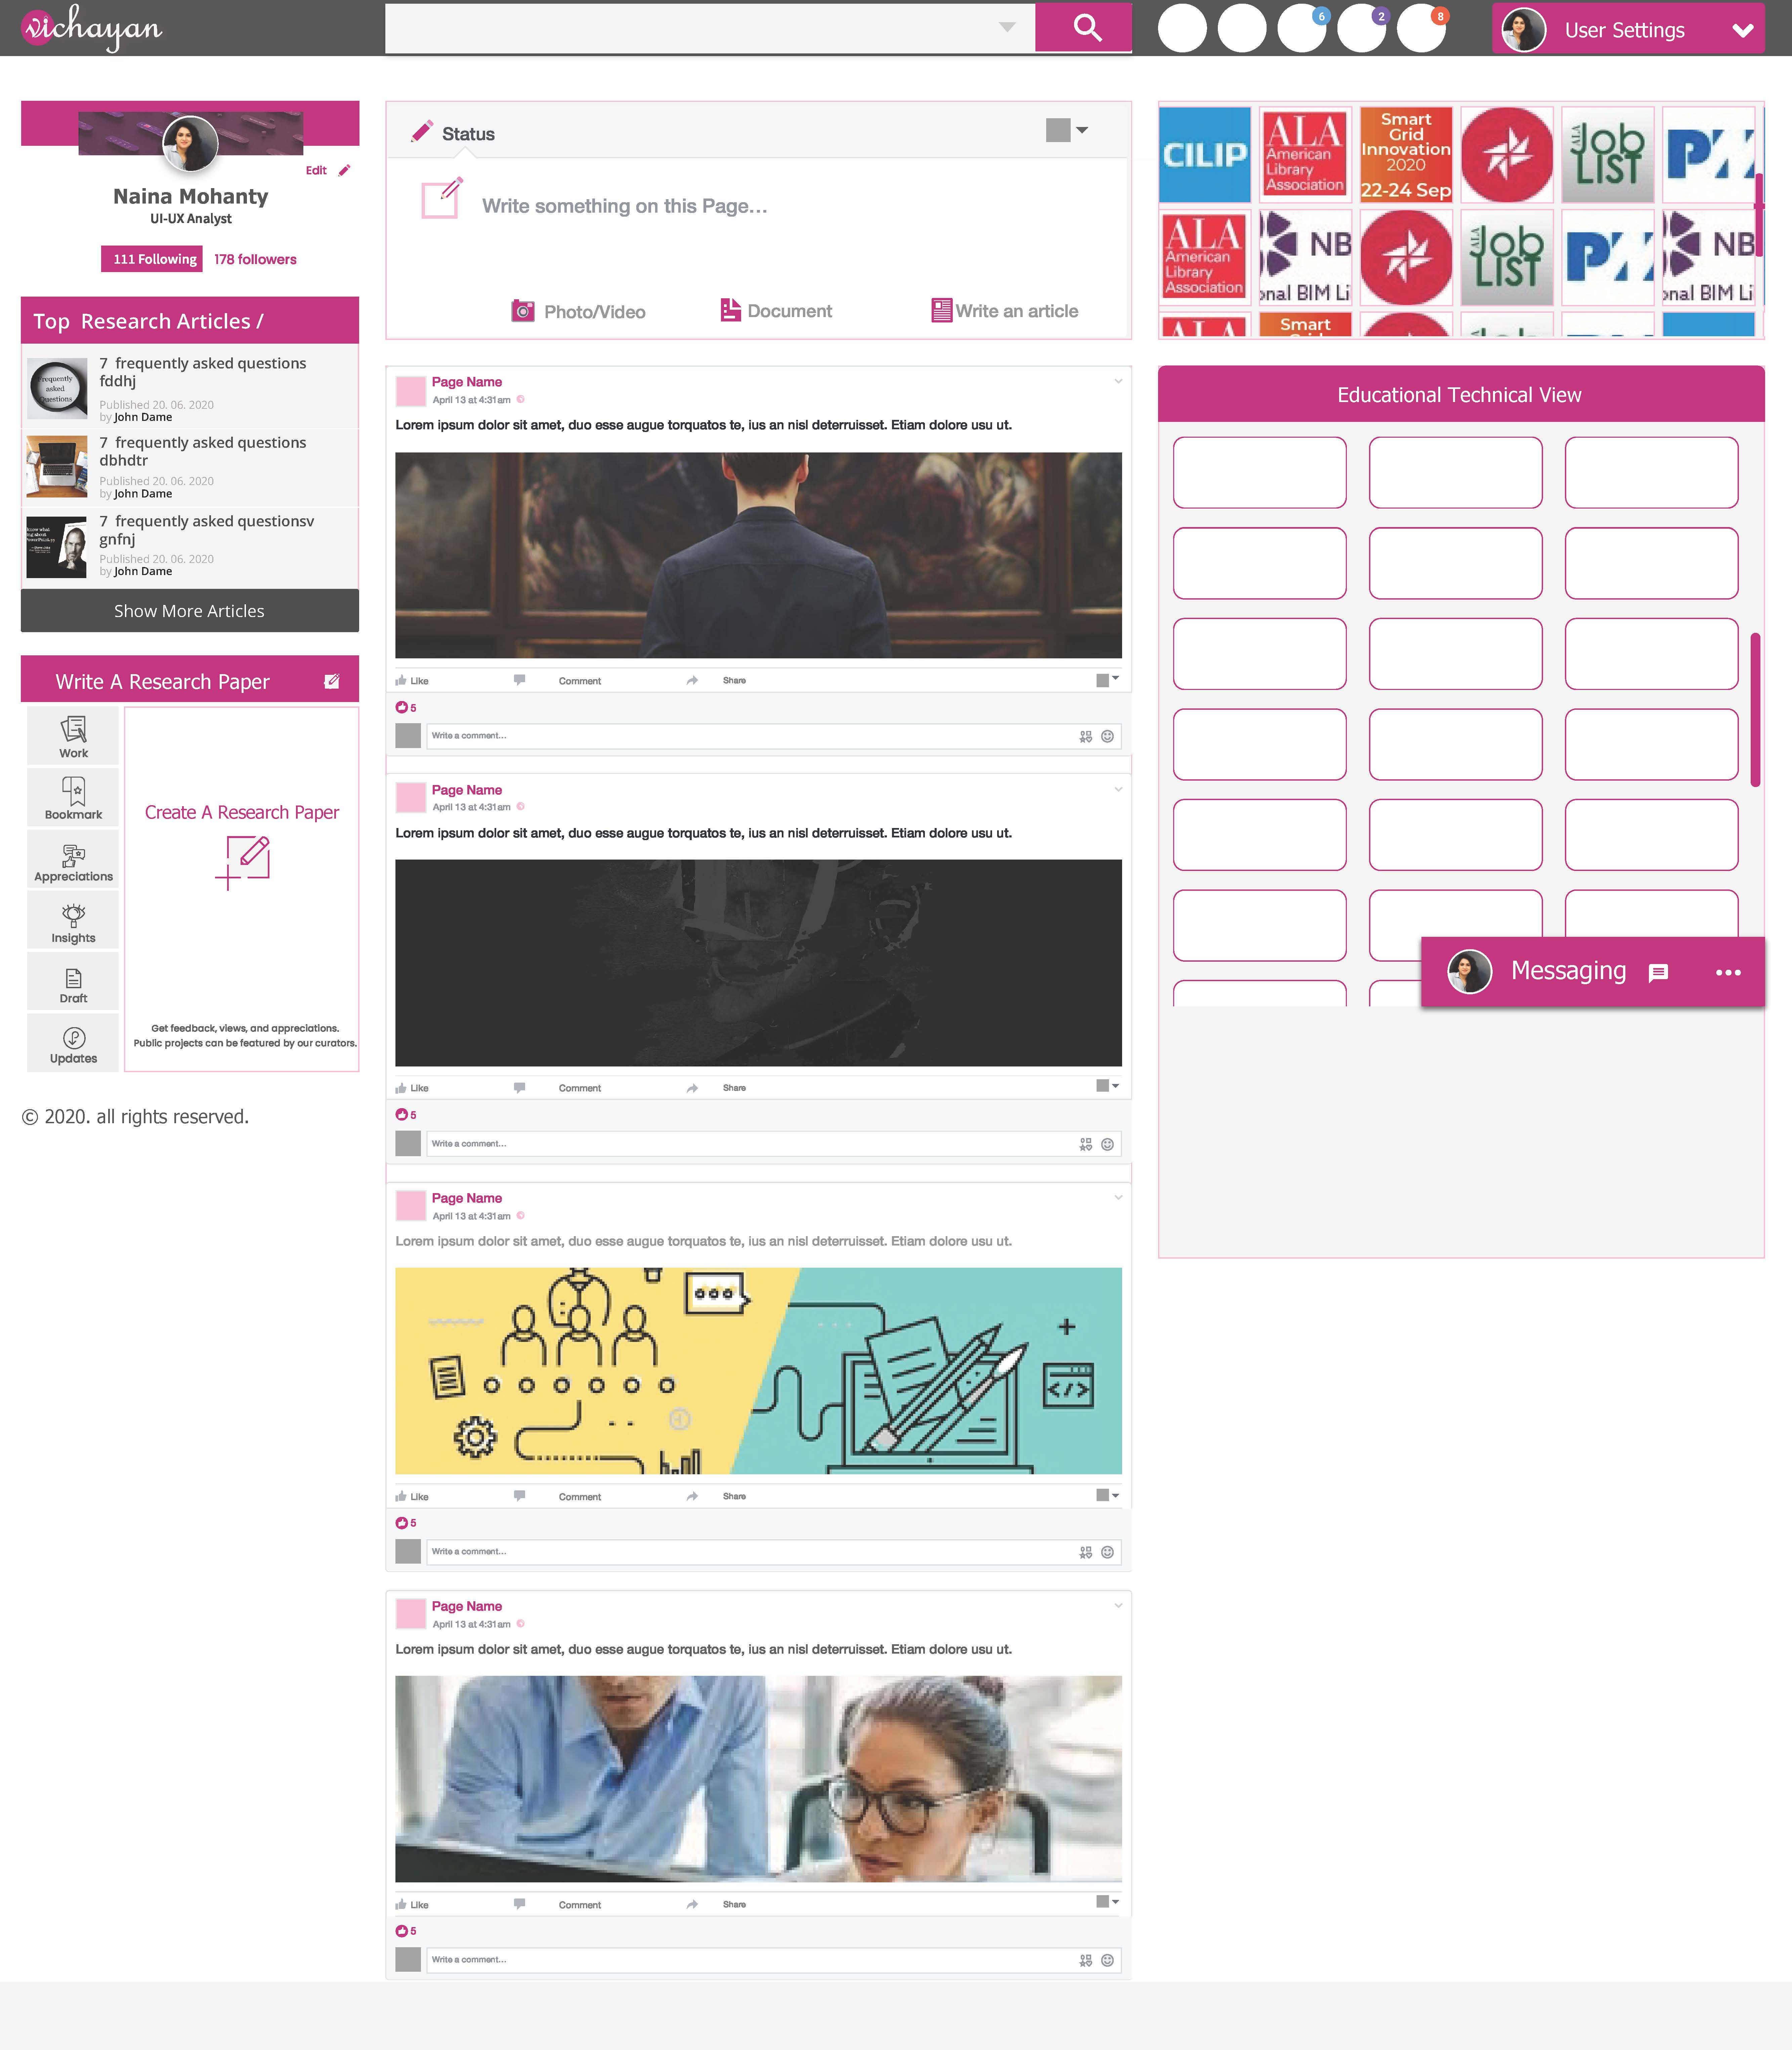 vichayan
6
2
8
User Settings
Edit
Naina Mohanty
UI-UX Analyst
111 Following
178 followers
Top Research Articles /
7 frequently asked questions
fddhj
Published 20. 06. 2020
by John Dame
frequently
asked
Questions
7 frequently asked questions
dbhdtr
Published 20. 06. 2020
by John Dame
7 frequently asked questionsv
gnfnj
Published 20. 06. 2020
by John Dame
Show More Articles
Write A Research Paper
Work
Bookmark
Appreciations
Insights
Draft
Updates
Create A Research Paper
Get feedback, views, and appreciations.
Public projects can be featured by our curators.
© 2020. all rights reserved.
Status
Write something on this Page...
Photo/Video
Document
Write an article
Page Name
April 13 at 4:31am
Lorem ipsum dolor sit amet, duo esse augue torquatos te, ius an nisl deterruisset. Etiam dolore usu ut.
Like
Comment
Share
5
Write a comment...
Page Name
April 13 at 4:31am
Lorem ipsum dolor sit amet, duo esse augue torquatos te, ius an nisl deterruisset. Etiam dolore usu ut.
Like
Comment
Share
5
Write a comment...
Page Name
April 13 at 4:31am
Lorem ipsum dolor sit amet, duo esse augue torquatos te, ius an nisl deterruisset. Etiam dolore usu ut.
</>
Like
Comment
Share
5
Write a comment...
Page Name
April 13 at 4:31am
Lorem ipsum dolor sit amet, duo esse augue torquatos te, ius an nisl deterruisset. Etiam dolore usu ut.
Like
Comment
Share
5
Write a comment...
CILIP
ALA
American
Library
Association
Smart
Grid
Innovation
2020
22-24 Sep
ALA
Job
LIST
ALA
American
Library
Association
NB
onal BIM Li
ALA
Job
LIST
NB
onal BIM Li
ALA
Smart
Educational Technical View
Messaging